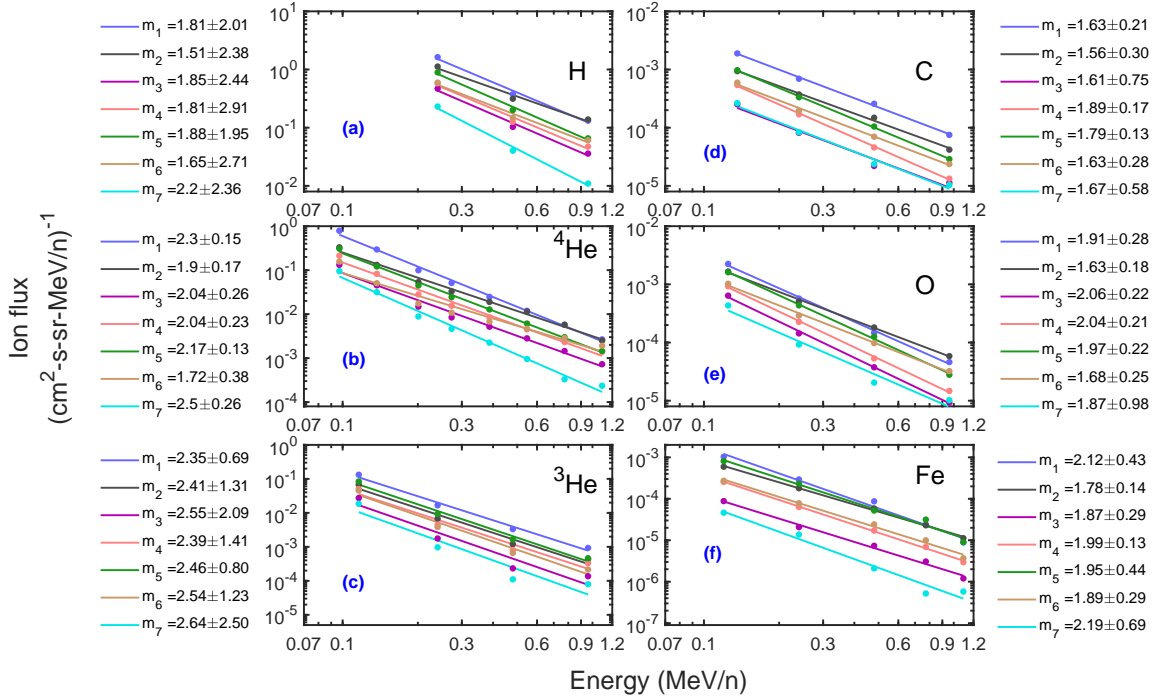 m1 =1.81±2.01
m2 =1.51±2.38
m3 =1.85±2.44
m4 =1.81±2.91
m5 =1.88±1.95
m6 =1.65±2.71
m7 =2.2±2.36
10^1
10^0
10^-1
10^-2
H
(a)
0.07 0.1 0.3 0.6 0.9 1.2
10^-2
10^-3
10^-4
10^-5
C
(d)
0.07 0.1 0.3 0.6 0.9 1.2
m1 =1.63±0.21
m2 =1.56±0.30
m3 =1.61±0.75
m4 =1.89±0.17
m5 =1.79±0.13
m6 =1.63±0.28
m7 =1.67±0.58
Ion flux
(cm^2-s-sr-MeV/n)^-1
m1 =2.3±0.15
m2 =1.9±0.17
m3 =2.04±0.26
m4 =2.04±0.23
m5 =2.17±0.13
m6 =1.72±0.38
m7 =2.5±0.26
10^0
10^-1
10^-2
10^-3
10^-4
^4He
(b)
0.07 0.1 0.3 0.6 0.9 1.2
10^-2
10^-3
10^-4
10^-5
O
(e)
0.07 0.1 0.3 0.6 0.9 1.2
m1 =1.91±0.28
m2 =1.63±0.18
m3 =2.06±0.22
m4 =2.04±0.21
m5 =1.97±0.22
m6 =1.68±0.25
m7 =1.87±0.98
m1 =2.35±0.69
m2 =2.41±1.31
m3 =2.55±2.09
m4 =2.39±1.41
m5 =2.46±0.80
m6 =2.54±1.23
m7 =2.64±2.50
10^0
10^-1
10^-2
10^-3
10^-4
10^-5
^3He
(c)
0.07 0.1 0.3 0.6 0.9 1.2
10^-3
10^-4
10^-5
10^-6
10^-7
Fe
(f)
0.07 0.1 0.3 0.6 0.9 1.2
m1 =2.12±0.43
m2 =1.78±0.14
m3 =1.87±0.29
m4 =1.99±0.13
m5 =1.95±0.44
m6 =1.89±0.29
m7 =2.19±0.69
Energy (MeV/n)